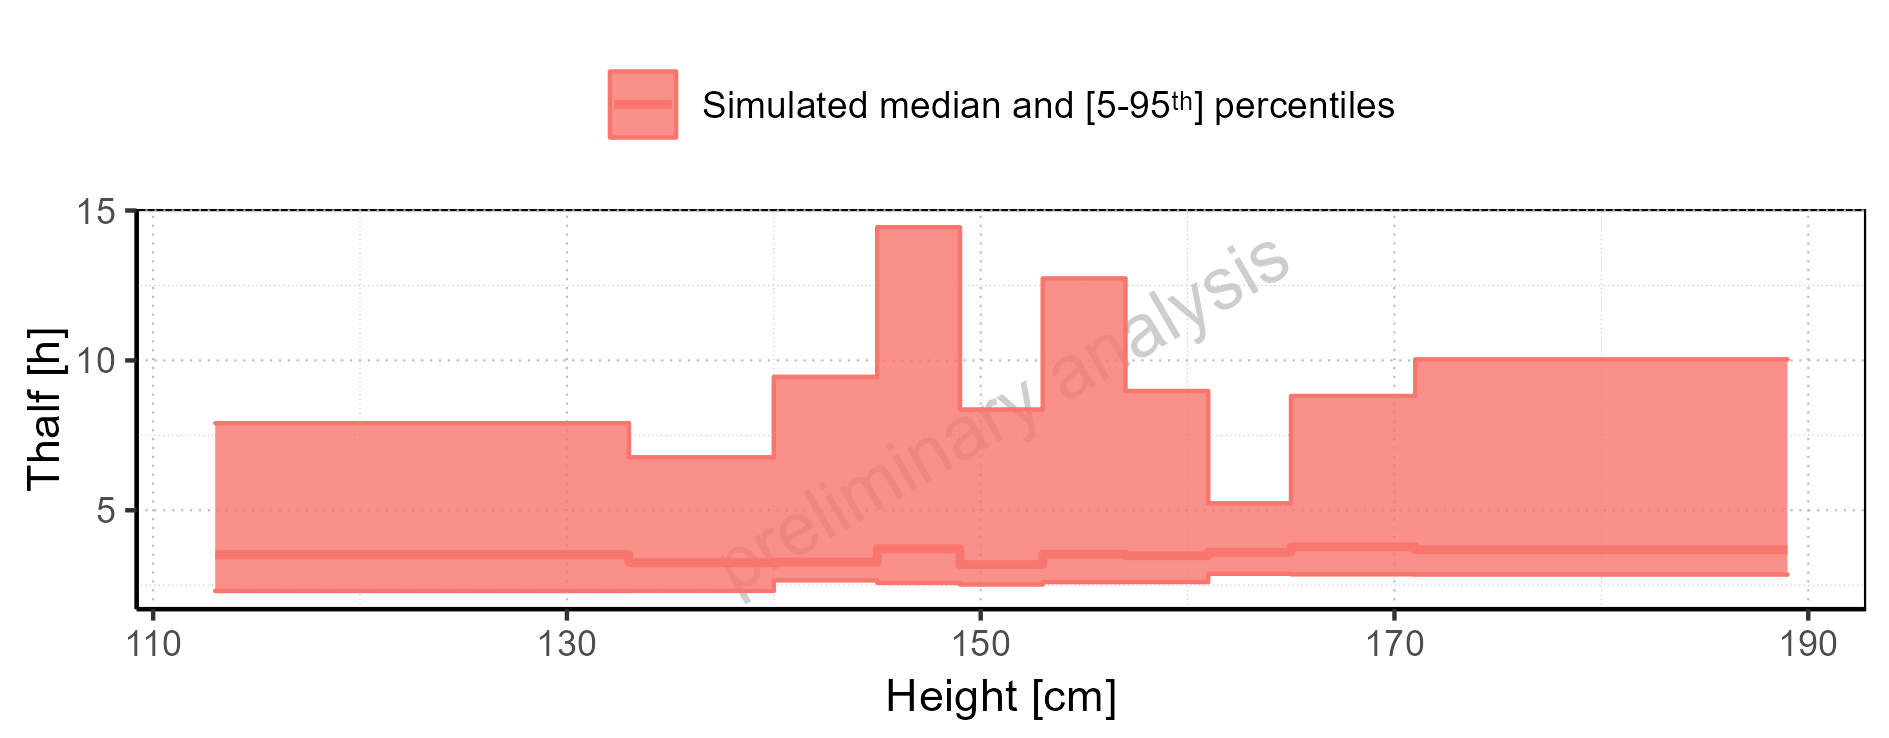 Simulated median and [5-95th] percentiles
15
10
5
Thalf [h]
preliminary analysis
110 130 150 170 190
Height [cm]